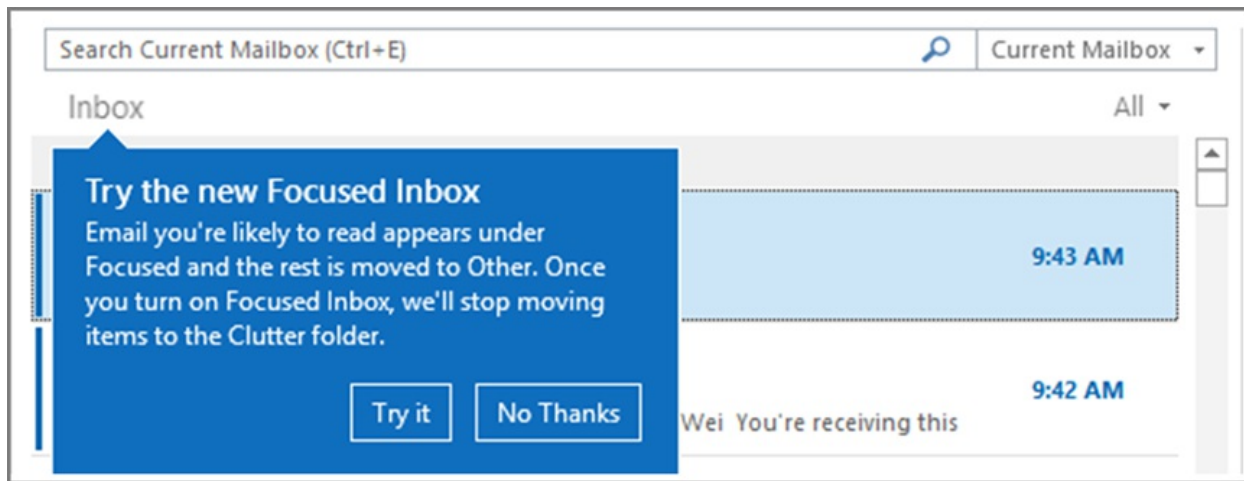 Search Current Mailbox (Ctrl+E) Current Mailbox
Inbox All
Try the new Focused Inbox
Email you're likely to read appears under
Focused and the rest is moved to Other. Once
you turn on Focused Inbox, we'll stop moving
items to the Clutter folder.
9:43 AM
Try it No Thanks
9:42 AM
Wei You're receiving this